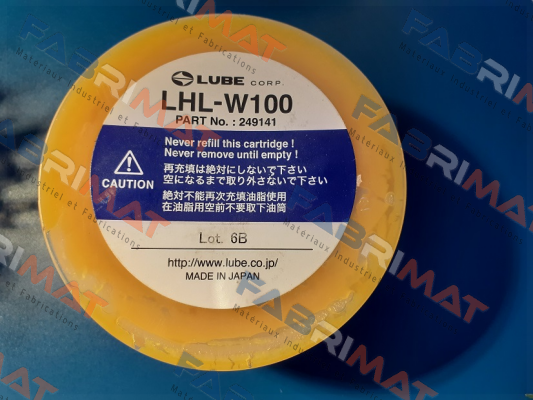 LUBE CORP.
LHL-W100
PART No. : 249141
Never refill this cartridge !
Never remove until empty !
CAUTION
再充填は絶対にしないで下さい
空になるまで取り外さないで下さい
絶対不能再次充填油脂使用
在油脂用空前不要取下油筒
Lot. 6B
http://www.lube.co.jp/
MADE IN JAPAN
FABRIMAT
Materiaux Industriel et Fabrications